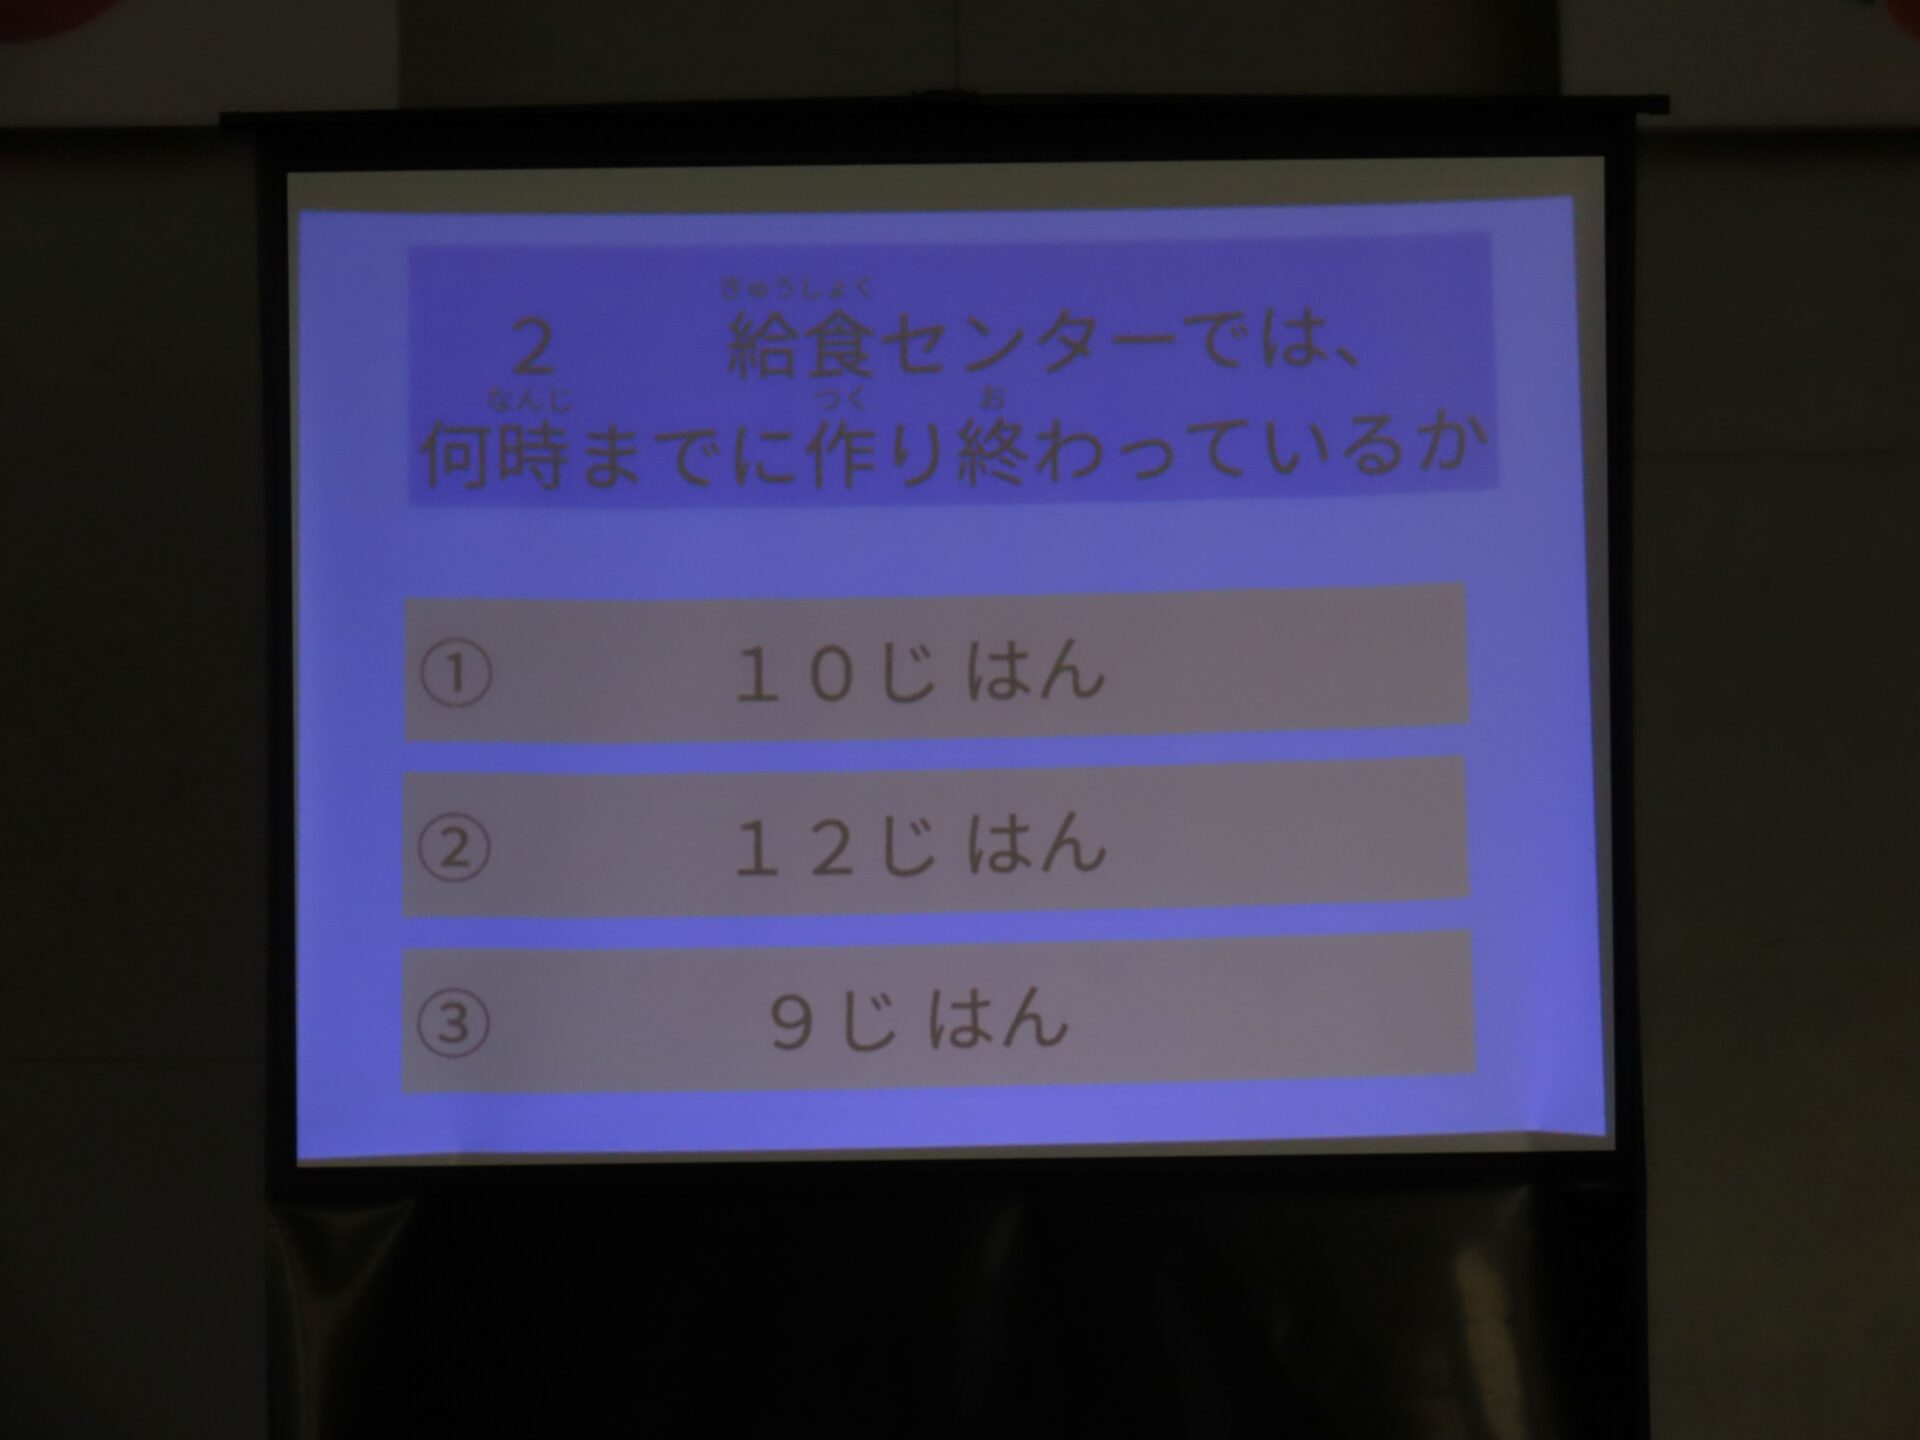 きゅうしょく
２　給食センターでは、
なんじ　つく　お
何時までに作り終わっているか
① １０じ はん
② １２じ はん
③ ９じ はん